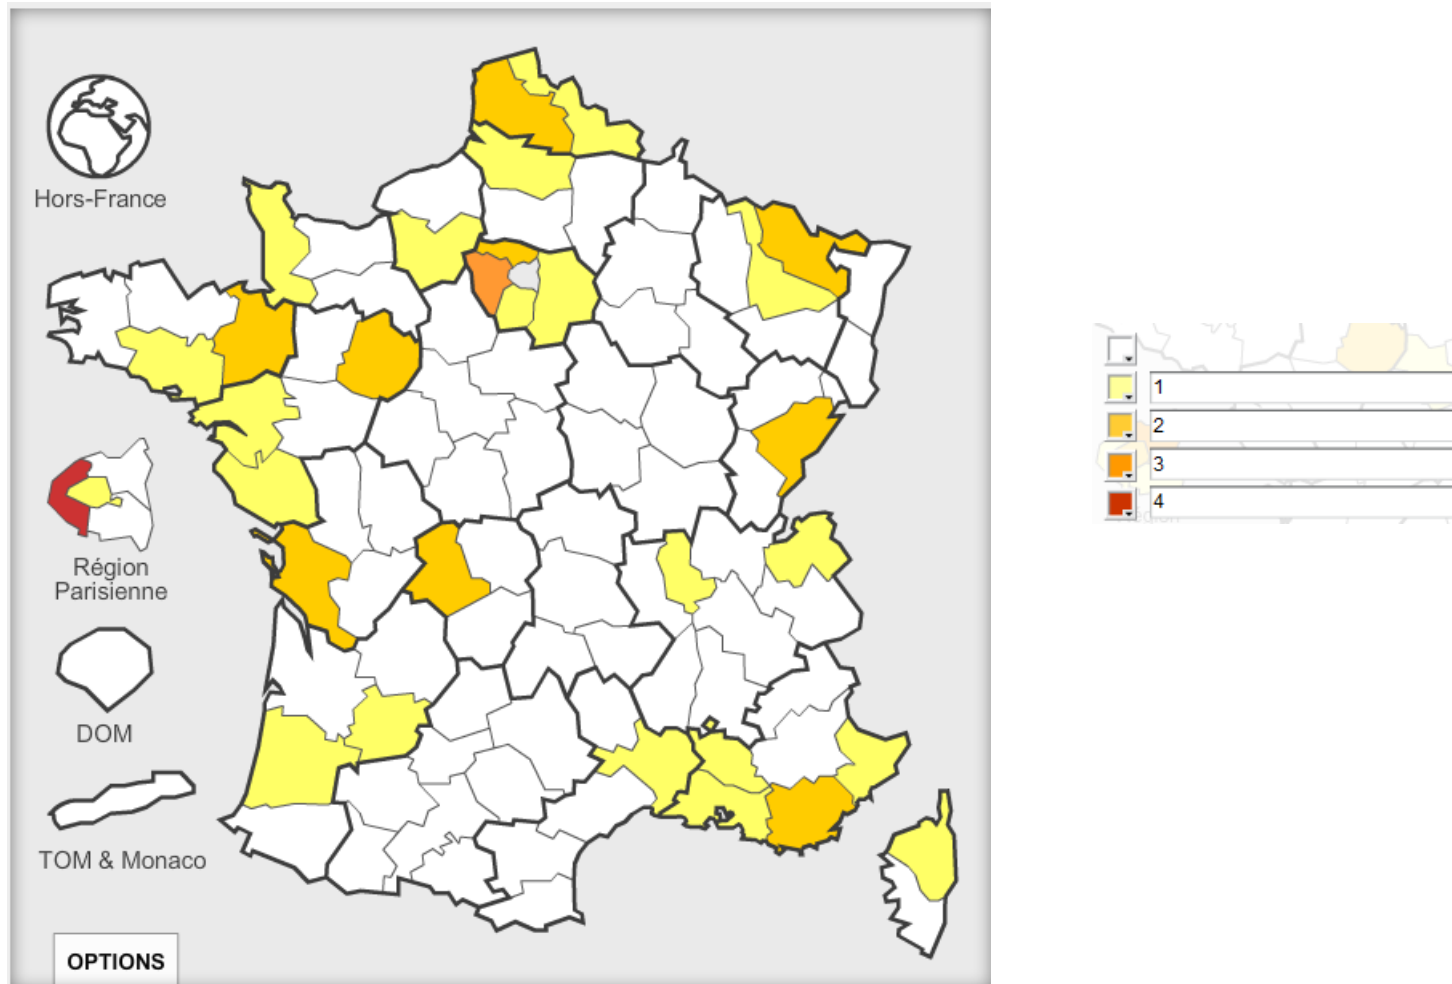 Hors-France
Région
Parisienne
DOM
TOM & Monaco
OPTIONS
1
2
3
4